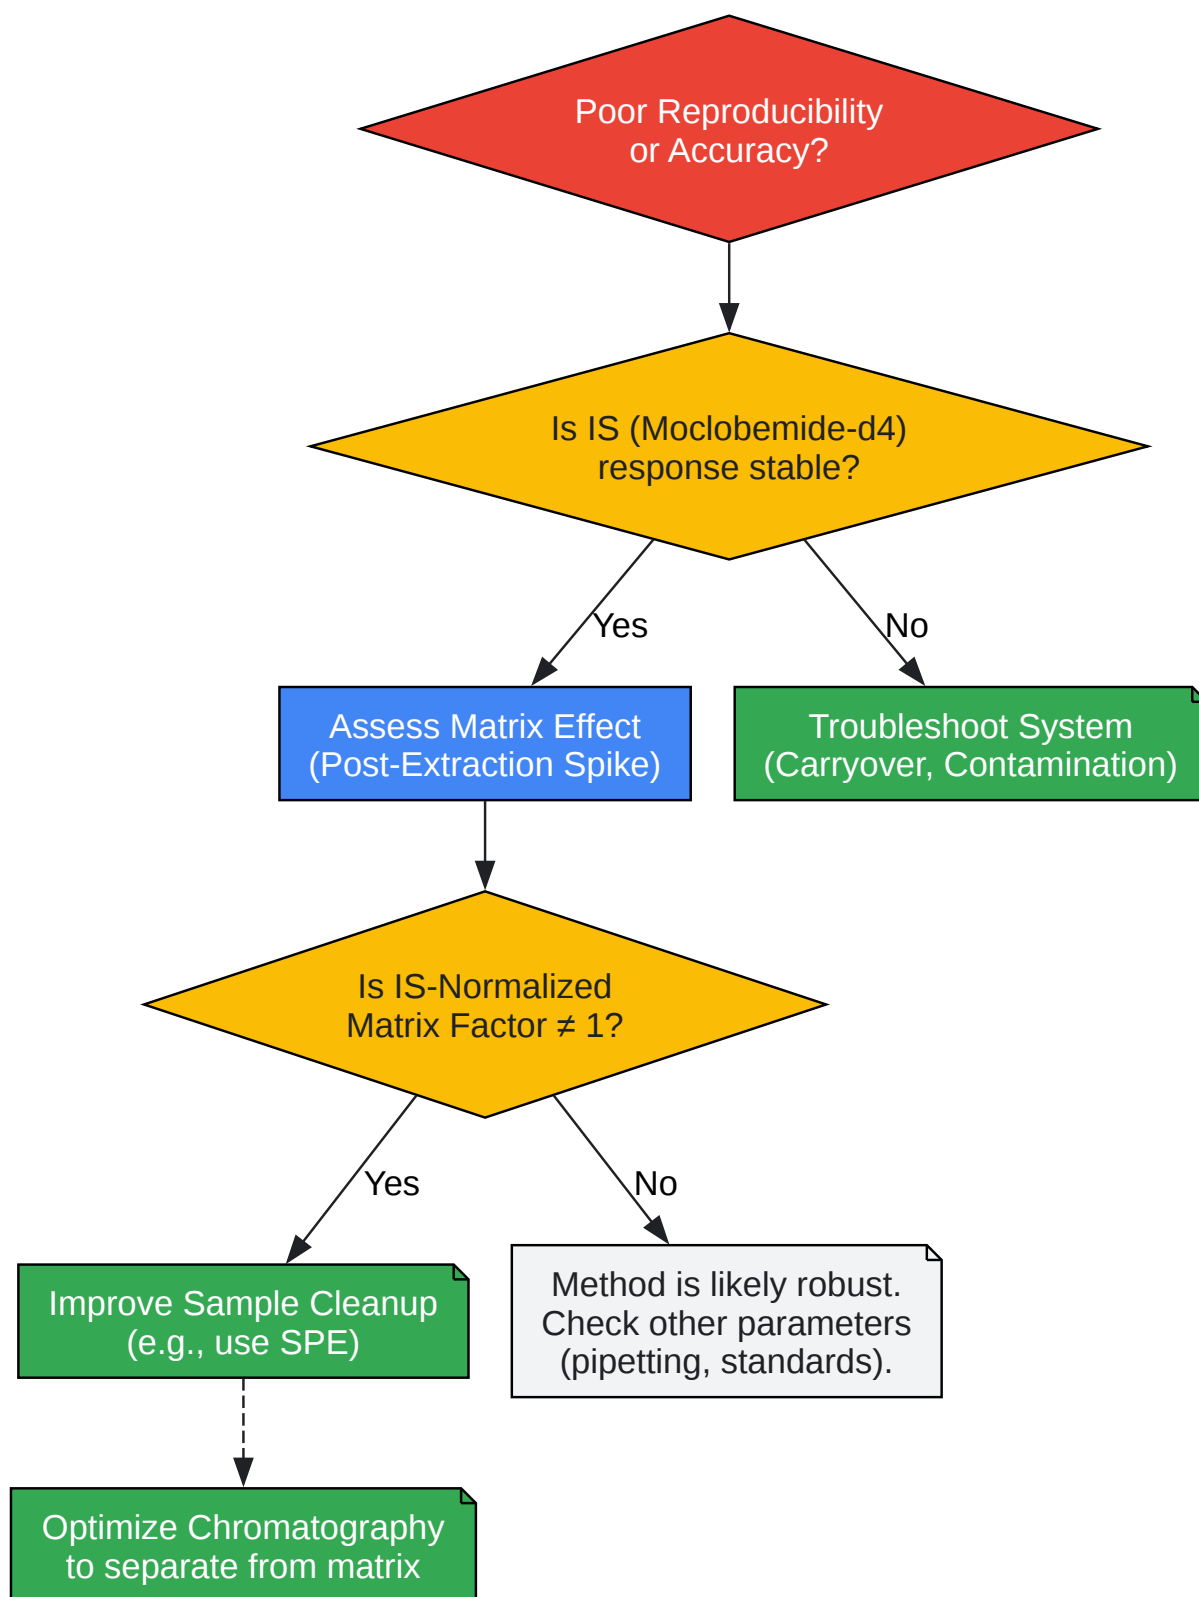 Poor Reproducibility
or Accuracy?
Is IS (Moclobemide-d4)
response stable?
Yes
No
Assess Matrix Effect
(Post-Extraction Spike)
Troubleshoot System
(Carryover, Contamination)
Is IS-Normalized
Matrix Factor ≠ 1?
Yes
No
Improve Sample Cleanup
(e.g., use SPE)
Method is likely robust.
Check other parameters
(pipetting, standards).
Optimize Chromatography
to separate from matrix